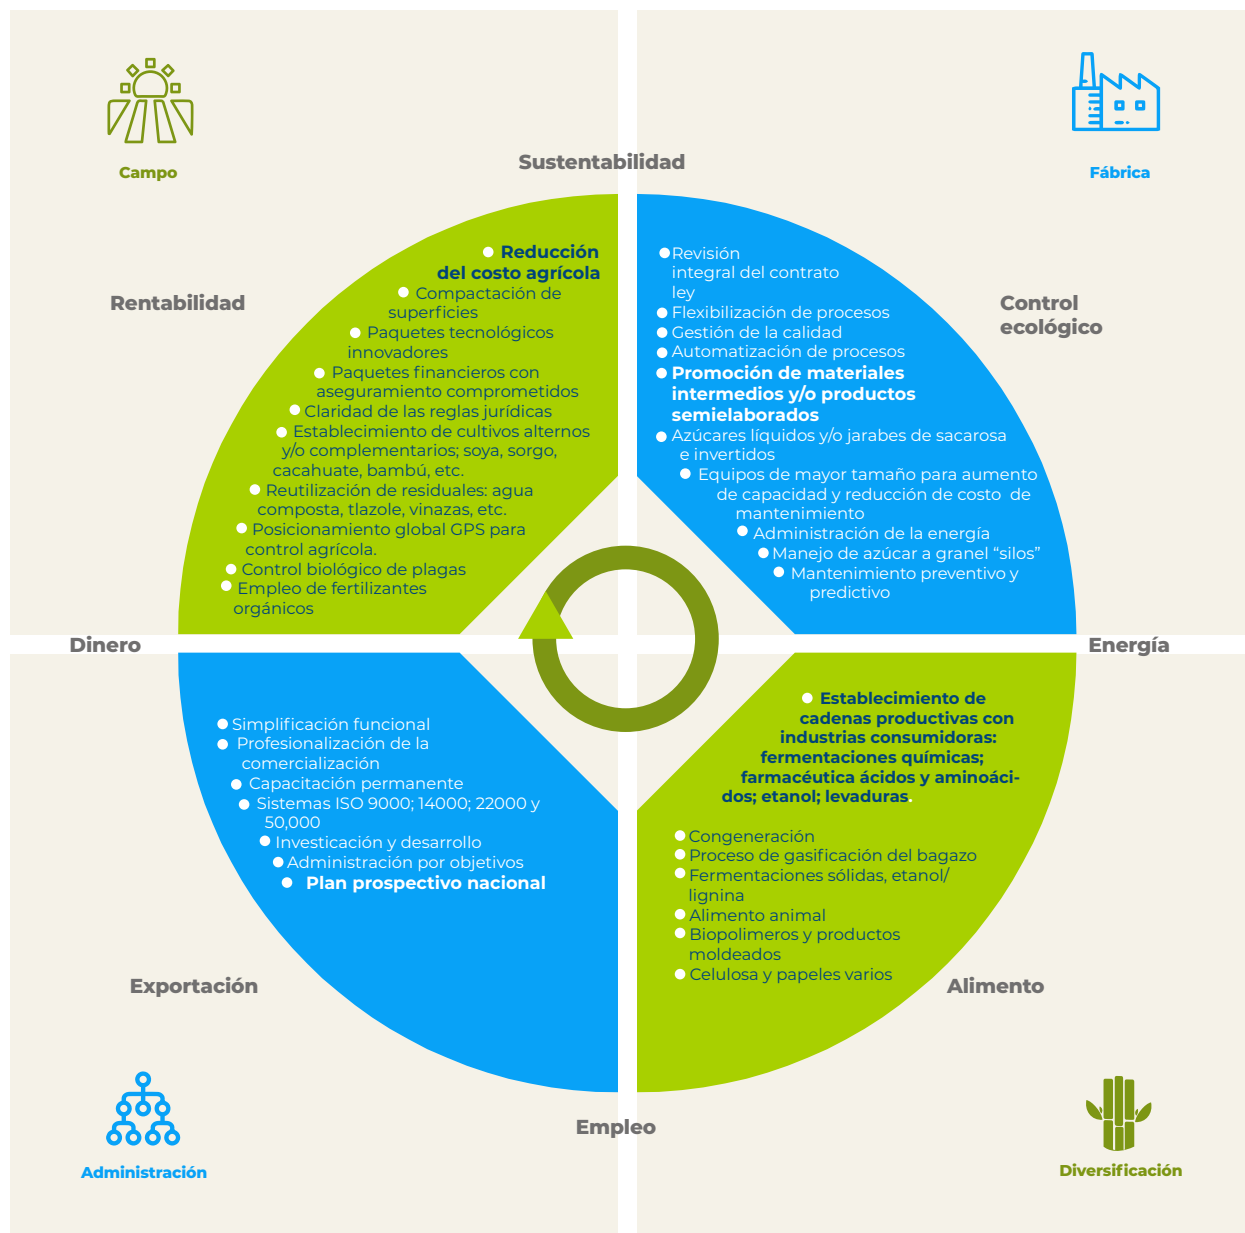 Campo
Fábrica
Sustentabilidad
Rentabilidad
Control
ecológico
Reducción
del costo agrícola
Compactación de
superficies
Paquetes tecnológicos
innovadores
Paquetes financieros con
aseguramiento comprometidos
Claridad de las reglas jurídicas
Establecimiento de cultivos alternos
y/o complementarios; soya, sorgo,
cacahuate, bambú, etc.
Reutilización de residuales: agua
composta, tlazole, vinazas, etc.
Posicionamiento global GPS para
control agrícola.
Control biológico de plagas
Empleo de fertilizantes
orgánicos
Revisión
integral del contrato
ley
Flexibilización de procesos
Gestión de la calidad
Automatización de procesos
Promoción de materiales
intermedios y/o productos
semielaborados
Azúcares líquidos y/o jarabes de sacarosa
e invertidos
Equipos de mayor tamaño para aumento
de capacidad y reducción de costo de
mantenimiento
Administración de la energía
Manejo de azúcar a granel “silos”
Mantenimiento preventivo y
predictivo
Dinero
Energía
Simplificación funcional
Profesionalización de la
comercialización
Capacitación permanente
Sistemas ISO 9000; 14000; 22000 y
50,000
Investicación y desarrollo
Administración por objetivos
Plan prospectivo nacional
Establecimiento de
cadenas productivas con
industrias consumidoras:
fermentaciones químicas;
farmacéutica ácidos y aminoáci-
dos; etanol; levaduras.
Congeneración
Proceso de gasificación del bagazo
Fermentaciones sólidas, etanol/
lignina
Alimento animal
Biopolimeros y productos
moldeados
Celulosa y papeles varios
Exportación
Alimento
Empleo
Administración
Diversificación